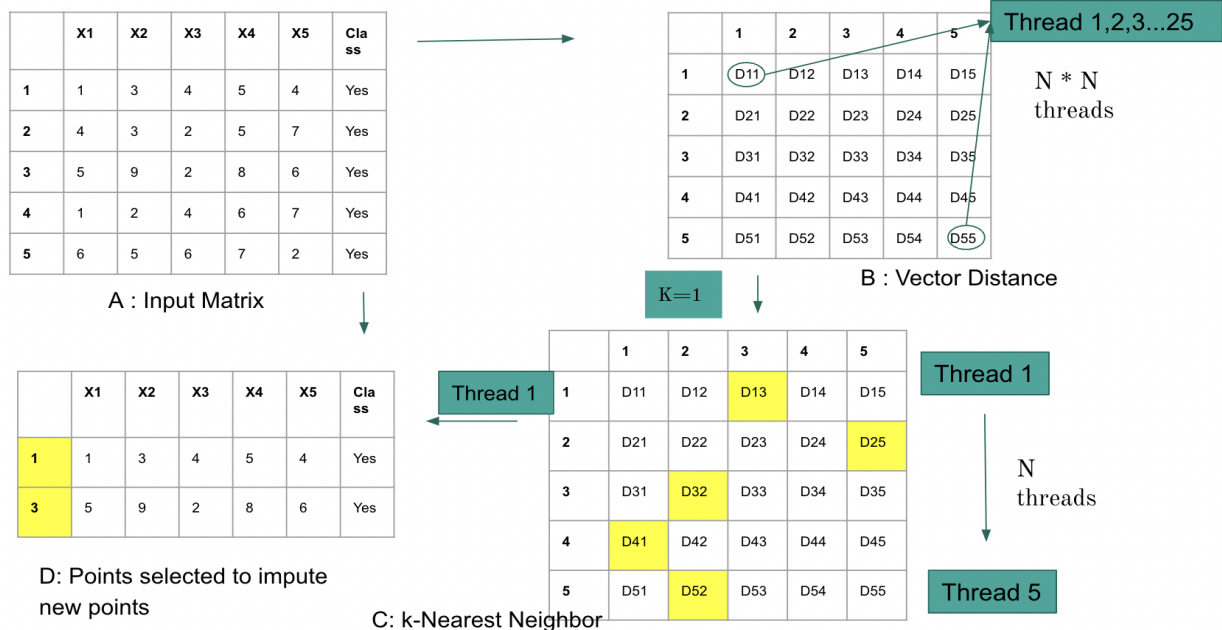 X1 X2 X3 X4 X5 Cla
ss
1 1 3 4 5 4 Yes
2 4 3 2 5 7 Yes
3 5 9 2 8 6 Yes
4 1 2 4 6 7 Yes
5 6 5 6 7 2 Yes
A : Input Matrix
1 2 3 4 5
1 D11 D12 D13 D14 D15
2 D21 D22 D23 D24 D25
3 D31 D32 D33 D34 D35
4 D41 D42 D43 D44 D45
5 D51 D52 D53 D54 D55
Thread 1,2,3...25
N * N
threads
B : Vector Distance
K=1
1 2 3 4 5
1 D11 D12 D13 D14 D15
2 D21 D22 D23 D24 D25
3 D31 D32 D33 D34 D35
4 D41 D42 D43 D44 D45
5 D51 D52 D53 D54 D55
Thread 1
N
threads
Thread 5
C: k-Nearest Neighbor
Thread 1
X1 X2 X3 X4 X5 Cla
ss
1 1 3 4 5 4 Yes
3 5 9 2 8 6 Yes
D: Points selected to impute
new points